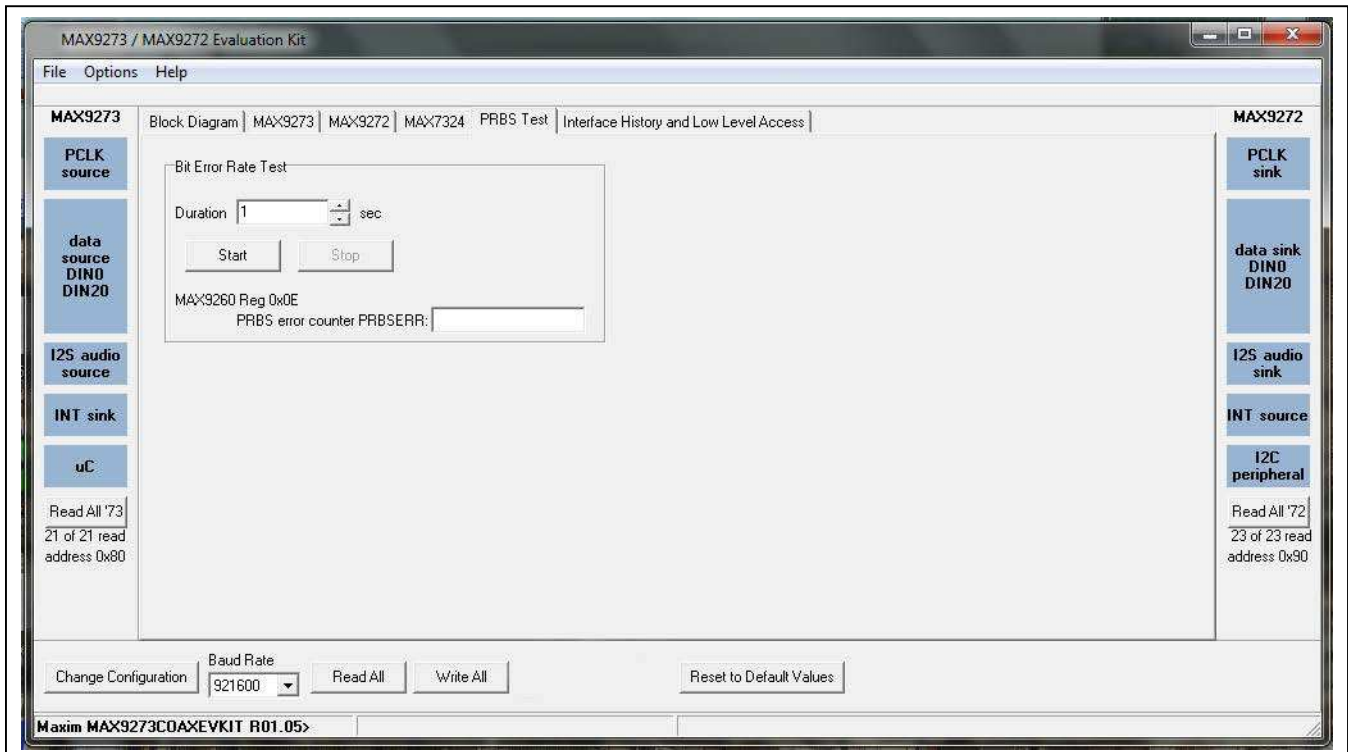 MAX9273 / MAX9272 Evaluation Kit
File Options Help
MAX9273
PCLK
source
data
source
DIN0
DIN20
I2S audio
source
INT sink
uC
Read All '73
21 of 21 read
address 0x80
Block Diagram MAX9273 MAX9272 MAX7324 PRBS Test Interface History and Low Level Access
Bit Error Rate Test
Duration 1 sec
Start Stop
MAX9260 Reg 0x0E
PRBS error counter PRBSERR:
MAX9272
PCLK
sink
data sink
DIN0
DIN20
I2S audio
sink
INT source
I2C
peripheral
Read All '72
23 of 23 read
address 0x90
Change Configuration
Baud Rate
921600
Read All Write All Reset to Default Values
Maxim MAX9273COAXEVKIT R01.05>